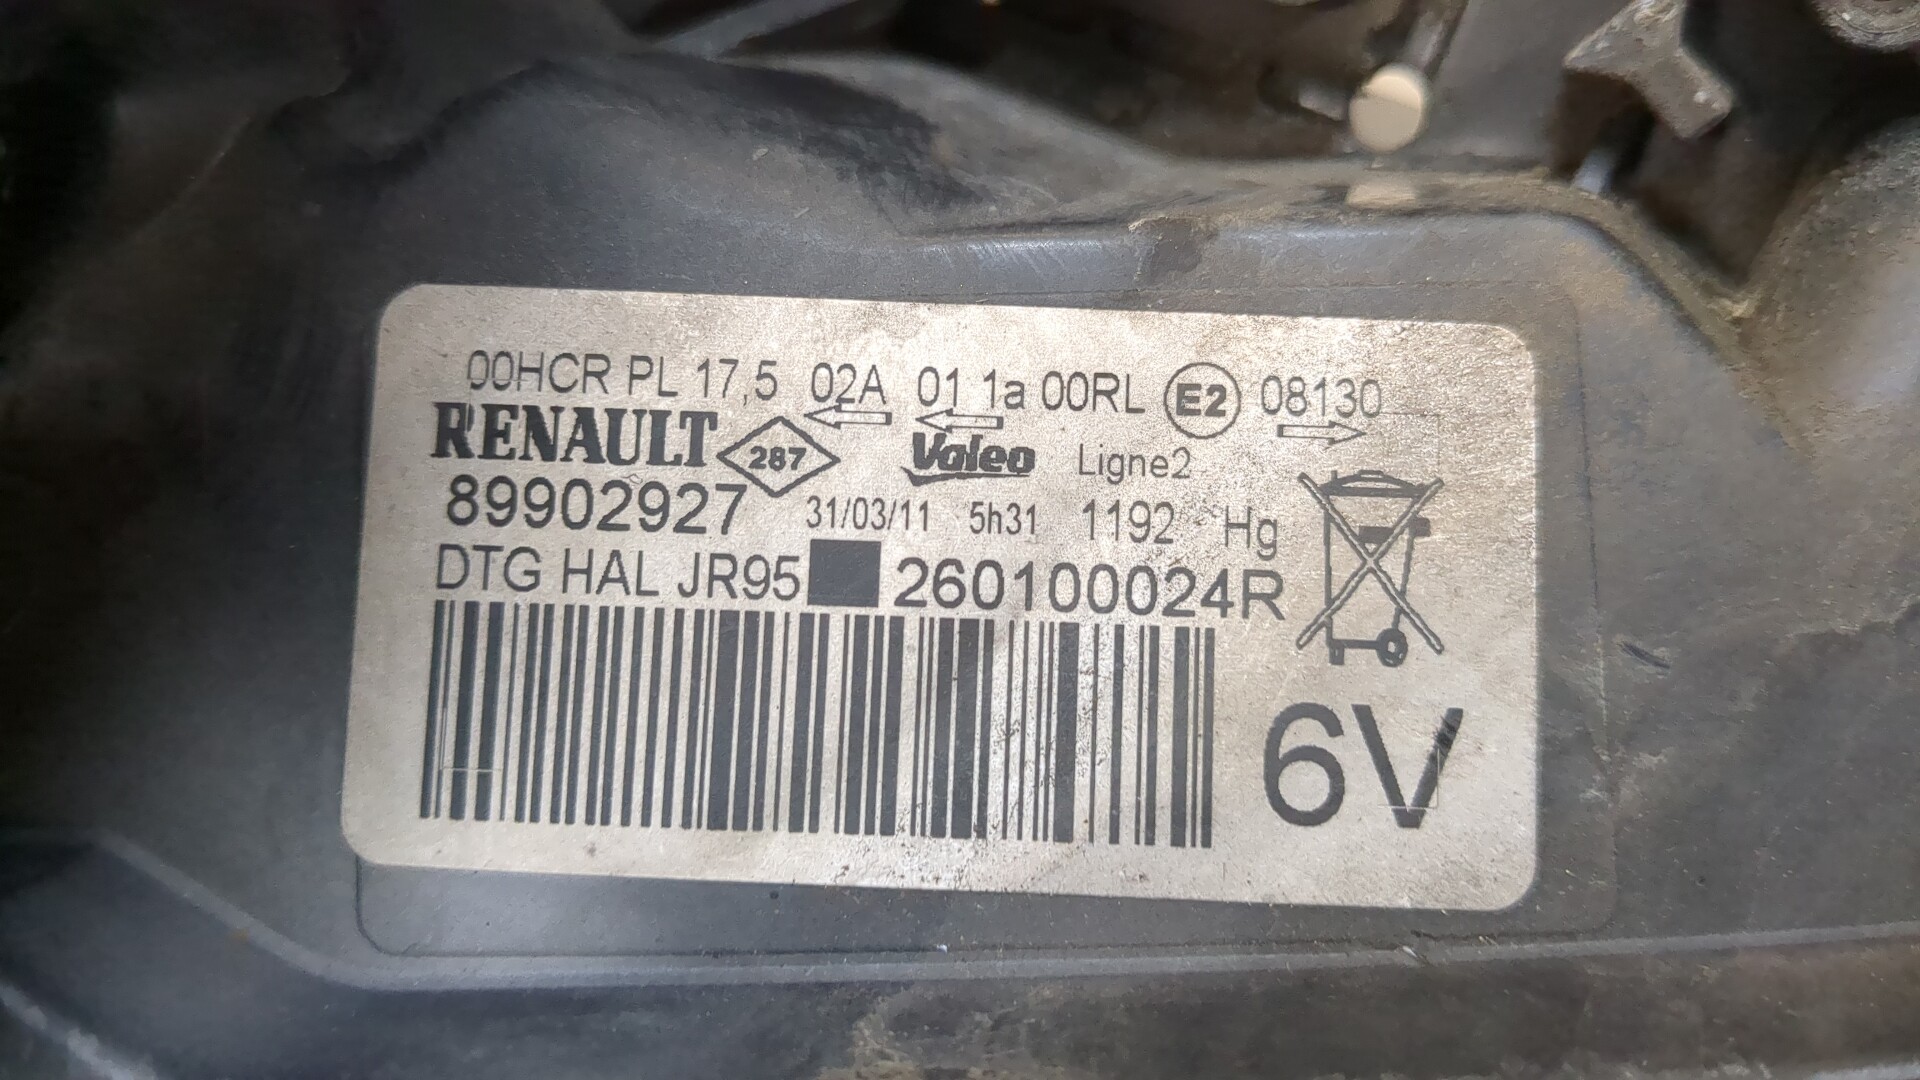 00HCR PL 17,5 02A 01 1a 00RL E2 08130
RENAULT 287 Valeo Ligne2
89902927 31/03/11 5h31 1192 Hg
DTG HAL JR95 260100024R
6V